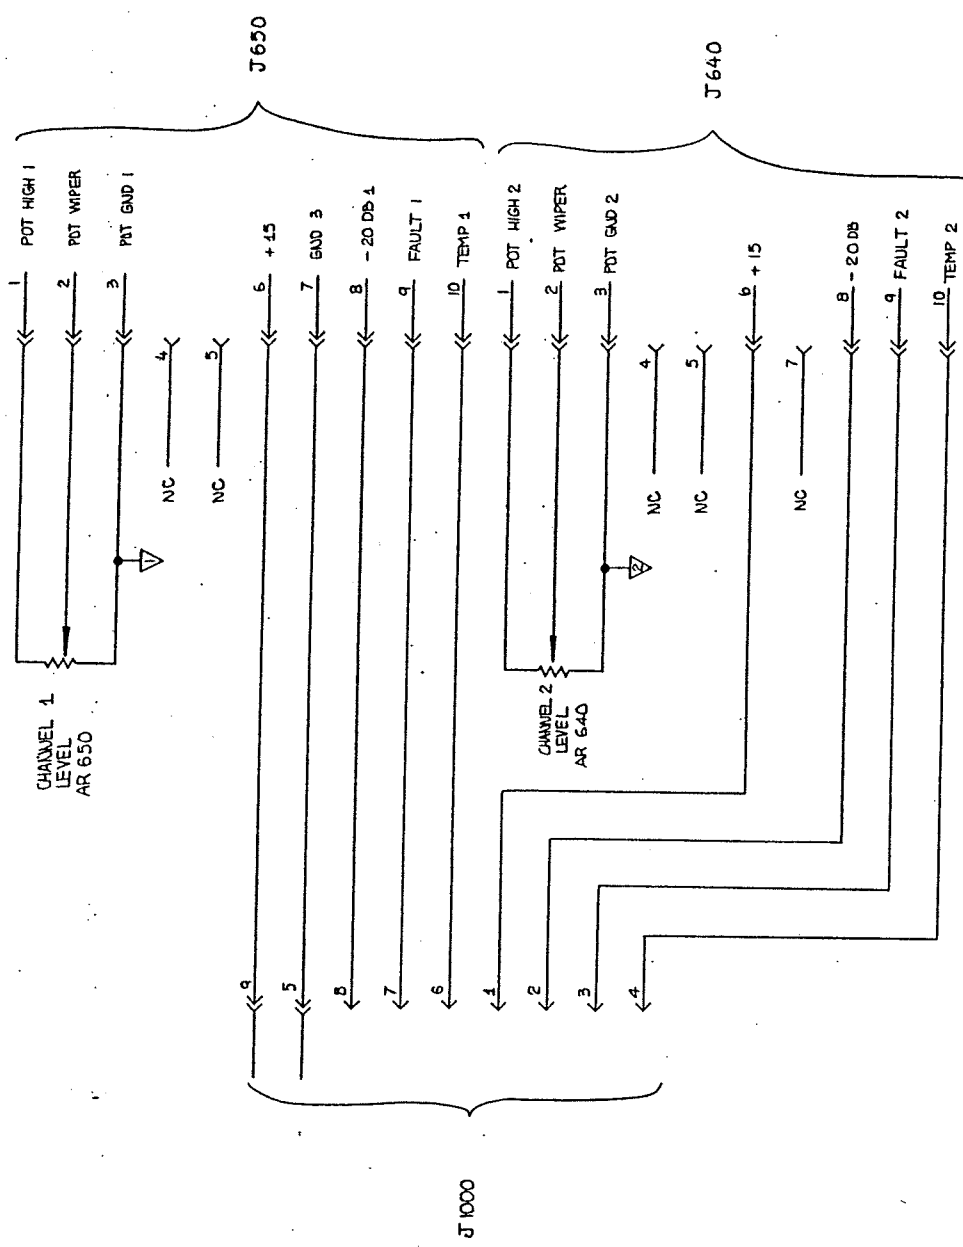 J650
1 POT HIGH 1
2 POT WIPER
3 POT GND 1
4
NC
5
NC
6 +15
7 GND 3
8 -20 DB 1
9 FAULT 1
10 TEMP 1
1
CHANNEL 1
LEVEL
AR 650
J640
1 POT HIGH 2
2 POT WIPER
3 POT GND 2
4
NC
5
NC
6 +15
7
NC
8 -20 DB
9 FAULT 2
10 TEMP 2
2
CHANNEL 2
LEVEL
AR 640
9
5
8
7
6
1
2
3
4
J1000